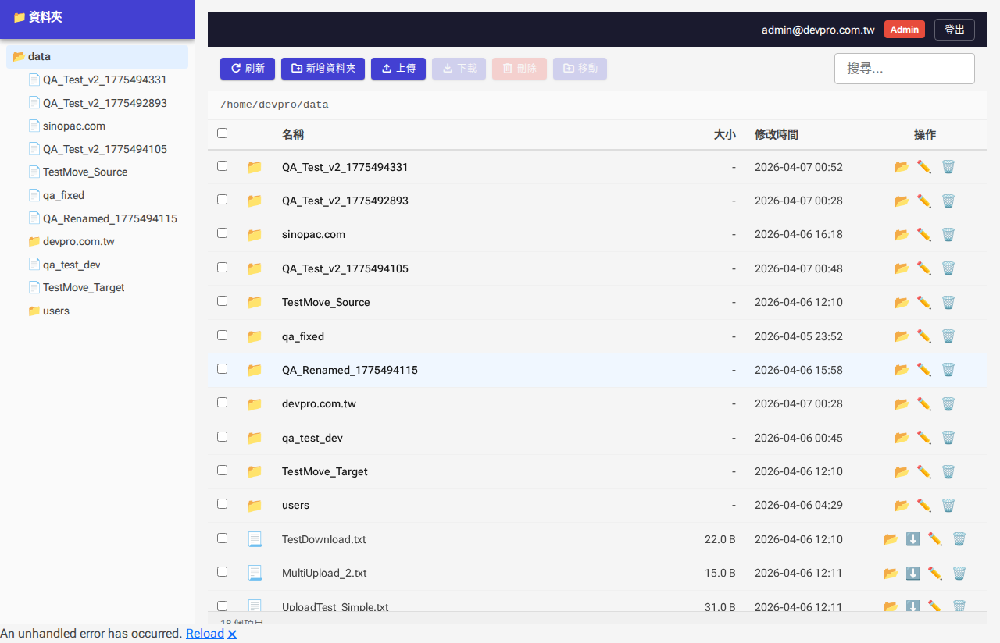 資料夾
data
QA_Test_v2_1775494331
QA_Test_v2_1775492893
sinopac.com
QA_Test_v2_1775494105
TestMove_Source
qa_fixed
QA_Renamed_1775494115
devpro.com.tw
qa_test_dev
TestMove_Target
users
admin@devpro.com.tw Admin 登出
刷新 新增資料夾 上傳 下載 刪除 移動 搜尋...
/home/devpro/data
名稱 大小 修改時間 操作
QA_Test_v2_1775494331 - 2026-04-07 00:52
QA_Test_v2_1775492893 - 2026-04-07 00:28
sinopac.com - 2026-04-06 16:18
QA_Test_v2_1775494105 - 2026-04-07 00:48
TestMove_Source - 2026-04-06 12:10
qa_fixed - 2026-04-05 23:52
QA_Renamed_1775494115 - 2026-04-06 15:58
devpro.com.tw - 2026-04-07 00:28
qa_test_dev - 2026-04-06 00:45
TestMove_Target - 2026-04-06 12:10
users - 2026-04-06 04:29
TestDownload.txt 22.0 B 2026-04-06 12:10
MultiUpload_2.txt 15.0 B 2026-04-06 12:11
UploadTest_Simple.txt 31.0 B 2026-04-06 12:11
18 個項目
An unhandled error has occurred. Reload X